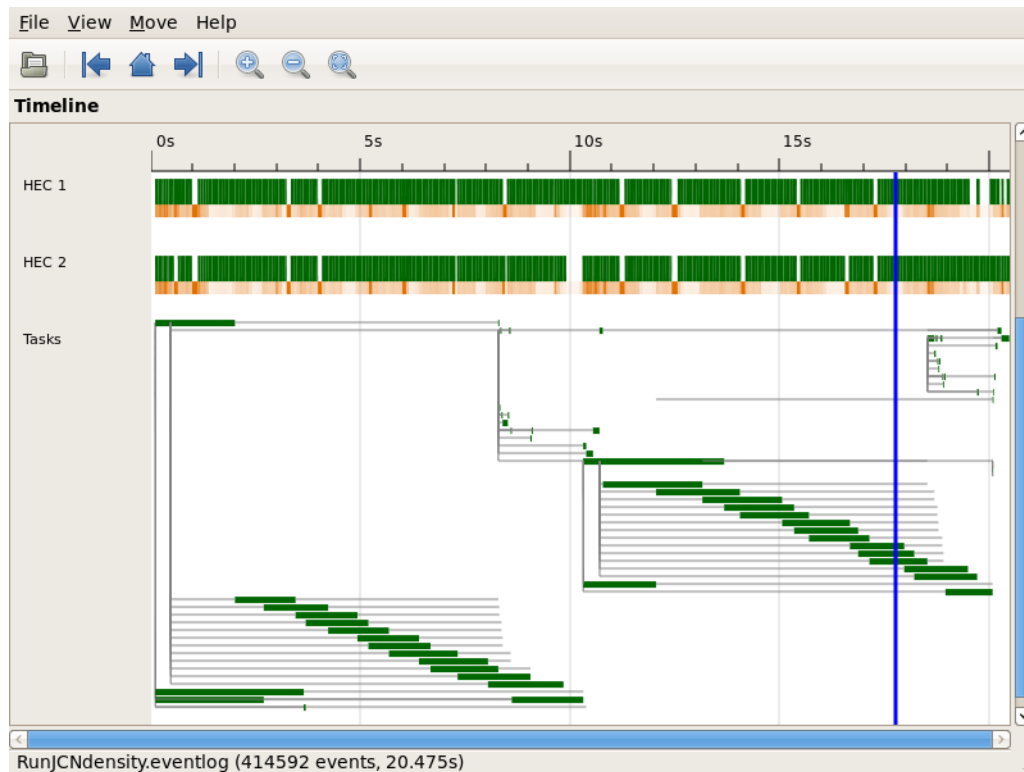 File View Move Help
Timeline
0s 5s 10s 15s
HEC 1
HEC 2
Tasks
RunJCNdensity.eventlog (414592 events, 20.475s)